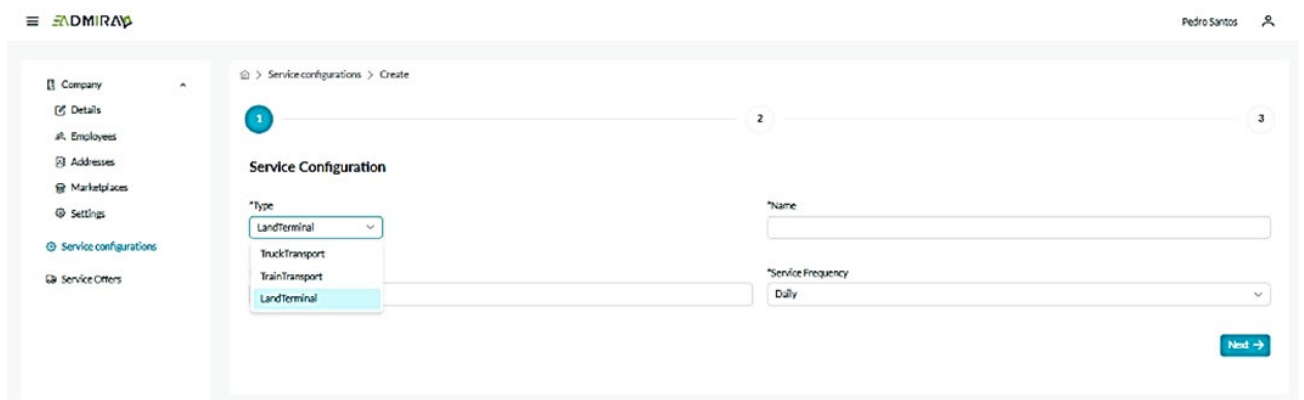 ADMIRAL
Pedro Santos
Company
Details
Employees
Addresses
Marketplaces
Settings
Service configurations
Service Offers
> Service configurations > Create
1
2
3
Service Configuration
*Type
LandTerminal
TruckTransport
TrainTransport
LandTerminal
*Name
*Service Frequency
Daily
Next →